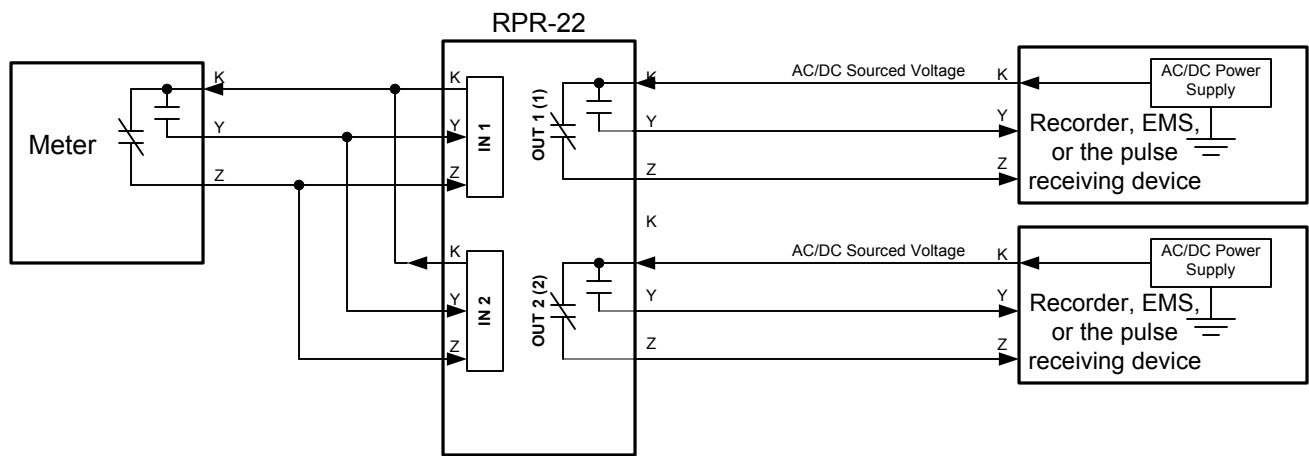 RPR-22
Meter
K
Y
Z
K
Y
Z
IN 1
OUT 1 (1)
K
Y
Z
AC/DC Sourced Voltage
K
Y
Z
AC/DC Power
Supply
Recorder, EMS,
or the pulse
receiving device
K
Y
Z
IN 2
OUT 2 (2)
K
Y
Z
AC/DC Sourced Voltage
K
Y
Z
AC/DC Power
Supply
Recorder, EMS,
or the pulse
receiving device